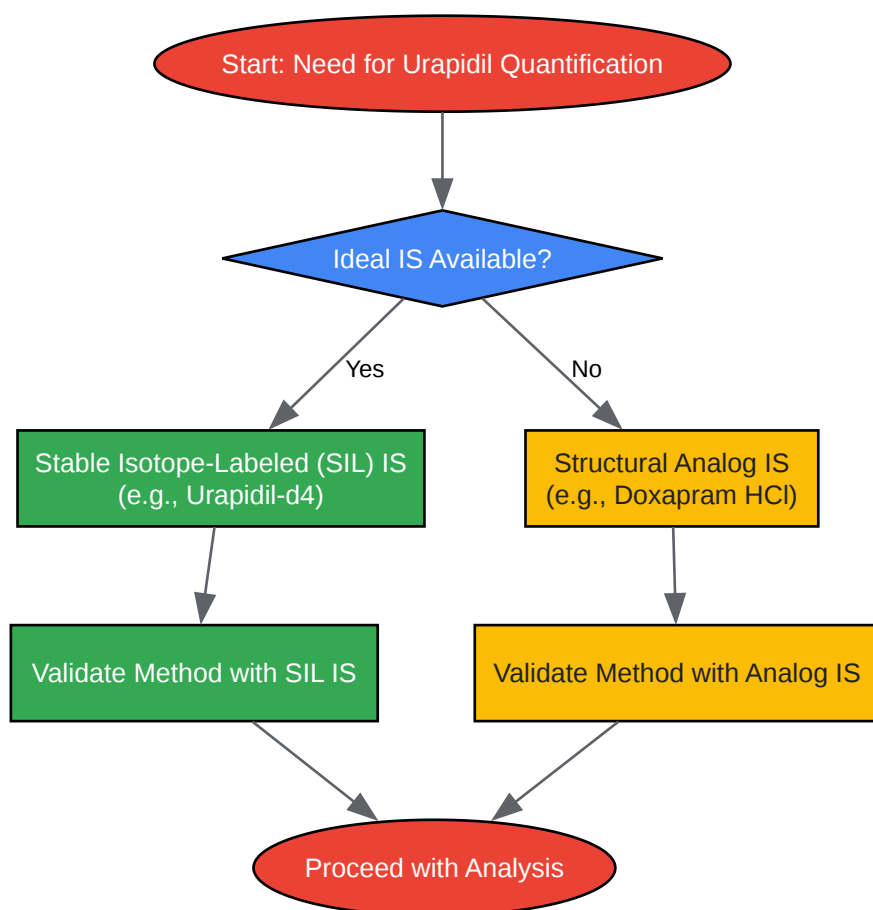 Start: Need for Urapidil Quantification
Ideal IS Available?
Yes
No
Stable Isotope-Labeled (SIL) IS
(e.g., Urapidil-d4)
Structural Analog IS
(e.g., Doxapram HCl)
Validate Method with SIL IS
Validate Method with Analog IS
Proceed with Analysis